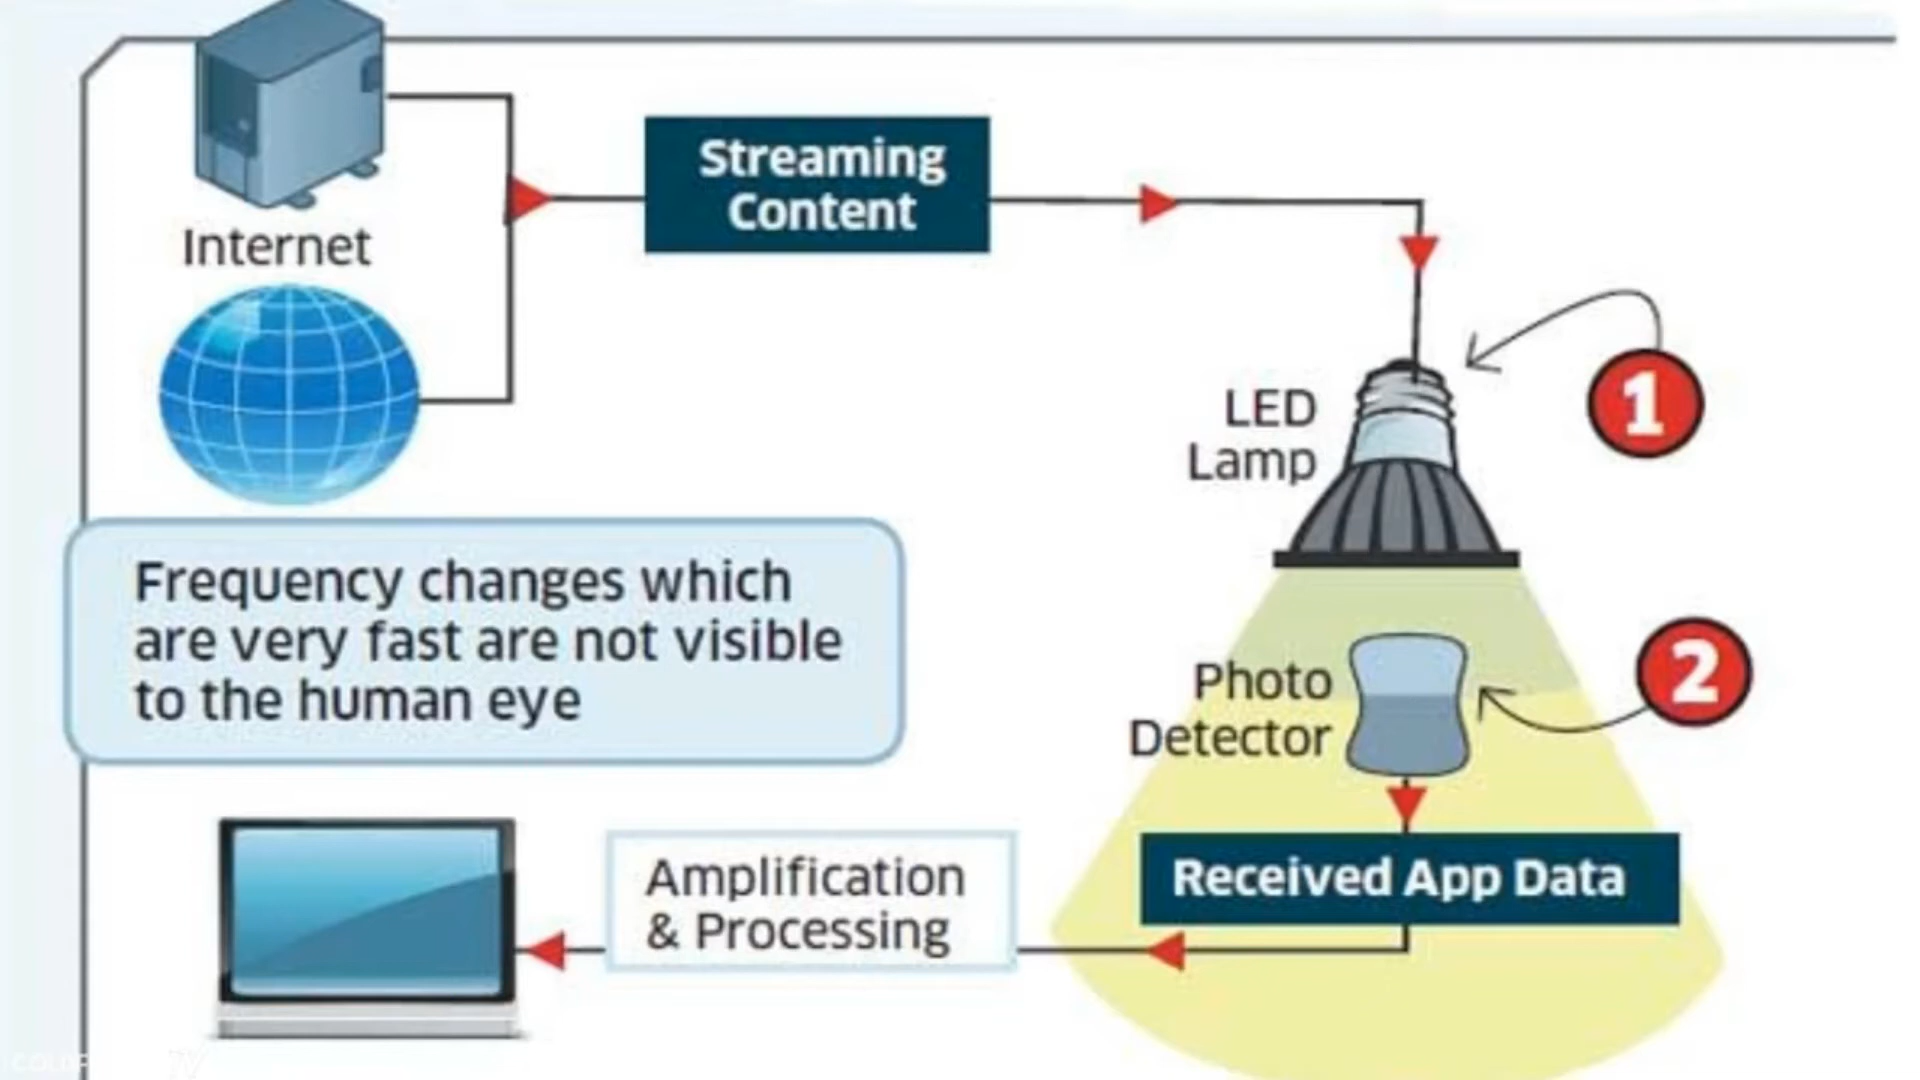 Internet
Streaming
Content
LED
Lamp
1
Frequency changes which
are very fast are not visible
to the human eye
Photo
Detector
2
Received App Data
Amplification
& Processing